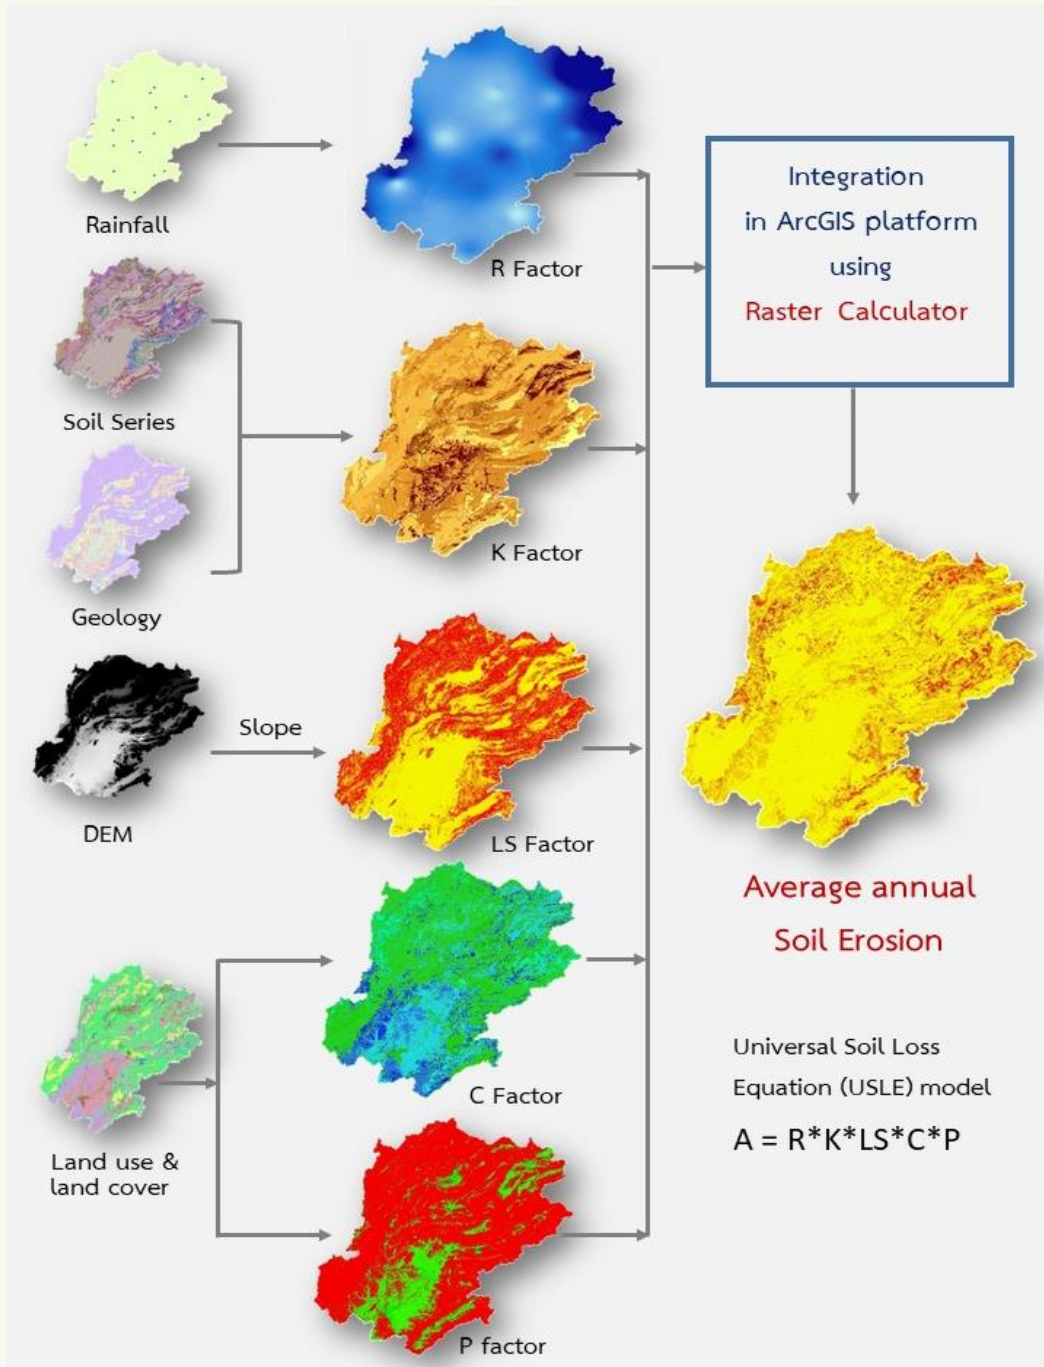 Rainfall
R Factor
Integration
in ArcGIS platform
using
Raster Calculator
Soil Series
K Factor
Geology
Slope
DEM
LS Factor
Average annual
Soil Erosion
C Factor
Land use &
land cover
Universal Soil Loss
Equation (USLE) model
A = R*K*LS*C*P
P factor